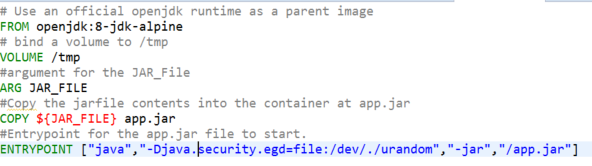 # Use an official openjdk runtime as a parent image
FROM openjdk:8-jdk-alpine
# bind a volume to /tmp
VOLUME /tmp
#argument for the JAR_File
ARG JAR_FILE
#Copy the jarfile contents into the container at app.jar
COPY ${JAR_FILE} app.jar
#Entrypoint for the app.jar file to start.
ENTRYPOINT ["java","-Djava.security.egd=file:/dev/./urandom","-jar","/app.jar"]